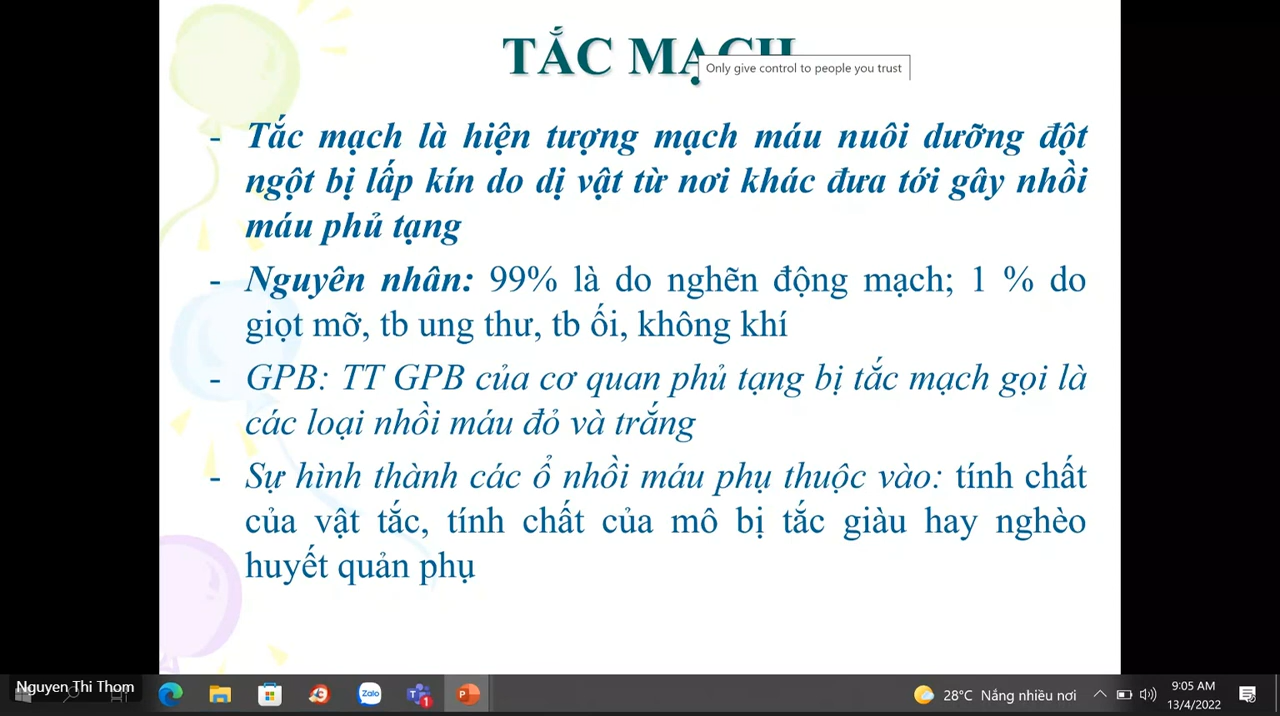 TẮC MẠCH
Only give control to people you trust
- Tắc mạch là hiện tượng mạch máu nuôi dưỡng đột
ngột bị lấp kín do dị vật từ nơi khác đưa tới gây nhồi
máu phủ tạng
- Nguyên nhân: 99% là do nghẽn động mạch; 1 % do
giọt mỡ, tb ung thư, tb ối, không khí
- GPB: TT GPB của cơ quan phủ tạng bị tắc mạch gọi là
các loại nhồi máu đỏ và trắng
- Sự hình thành các ổ nhồi máu phụ thuộc vào: tính chất
của vật tắc, tính chất của mô bị tắc giàu hay nghèo
huyết quản phụ
Nguyen Thi Thom
Zalo
1
28°C Nắng nhiều nơi
9:05 AM
13/4/2022